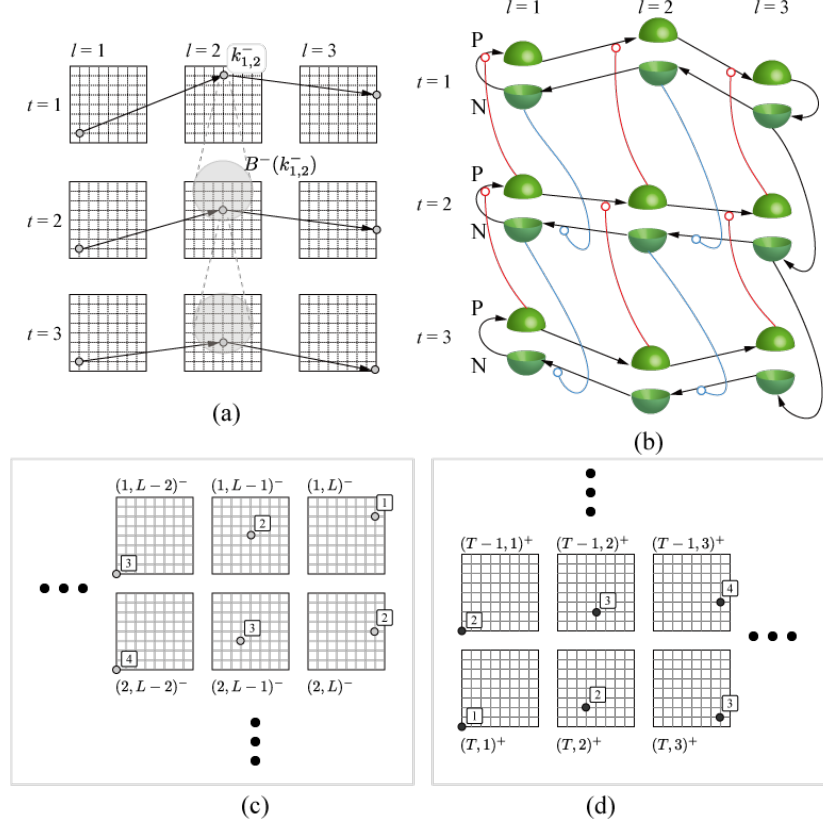 l = 1
l = 2
l = 3
k⁻₁,₂
t = 1
B⁻(k⁻₁,₂)
t = 2
t = 3
(a)
l = 1
l = 2
l = 3
P
t = 1
N
P
t = 2
N
P
t = 3
N
(b)
(1, L − 2)⁻
(1, L − 1)⁻
(1, L)⁻
1
2
3
2
3
4
(2, L − 2)⁻
(2, L − 1)⁻
(2, L)⁻
(c)
(T − 1, 1)⁺
(T − 1, 2)⁺
(T − 1, 3)⁺
4
3
2
2
3
1
(T, 1)⁺
(T, 2)⁺
(T, 3)⁺
(d)